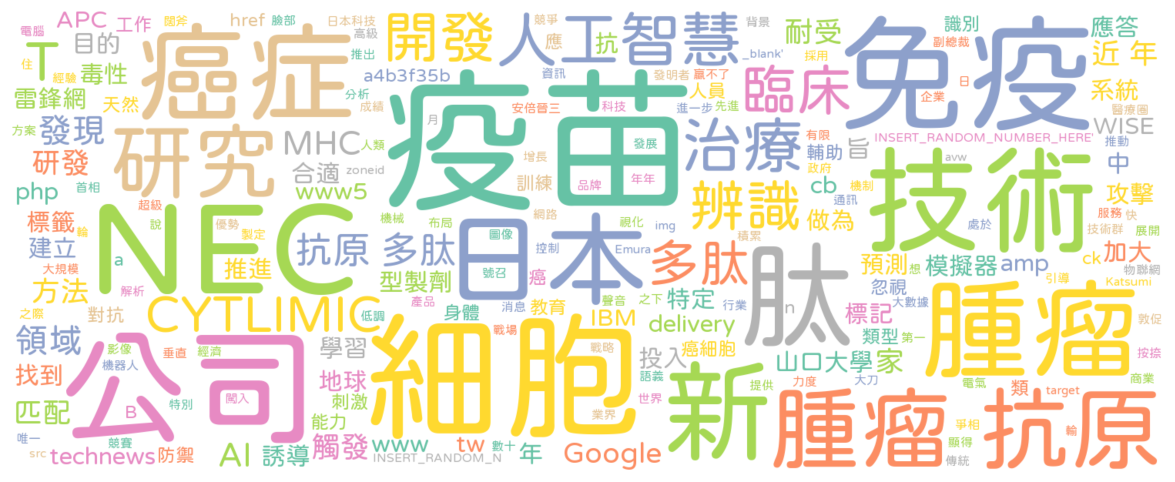 電腦 APC 工作 闊斧 href 臉部 日本科技 高級 開發 人工智慧 競爭 應 抗 背景 耐受 識別 應答
住 T 目的 癌症 推出 副總裁 近年
經驗 毒性 a4b3f35b 資訊 _blank' 採用 免疫
雷鋒網 天然 分析 成績 疫苗 安倍晉三 科技 發明者 贏不了 人員 臨床 企業 日 系統 醫療團
方案 發現 研究 MHC 人類 月 進一步 先進 治療 有限 輔助 旨 INSERT_RANDOM_NUMBER_HERE' WISE 推動
研發 合適 zoneid 增長 發展 政府 avw 中
php 首相 www5 訓練 品牌 年年 辨識 cb 機制 技術 攻擊
標籤 超級 優勢 機械 布局 網路 視化 做為 通訊 服務 快
建立 輪 說 製定 NEC 抗原 多肽 圖像 日本 控制 Emura img 多肽 積累 處於 技術群 展開
a 推進 號召 肽 預測 模擬器 amp ck 加大
大規模 方法 解析 型製劑 癌 忽視 物聯網
之際 對抗 CYTLIMIC 產品 消息 教育 聲音 之下 特定 n 標記 大數據 引導 Katsumi
領域 影像 低調 身體 戰場 IBM 行業 delivery 類型 第一 腫瘤 敦促
公司 垂直 經濟 學習 細胞 戰略 投入 癌細胞 山口大學 家 按捺
找到 機器人 地球 語義 新 提供 力度 電氣 類 商業
匹配 B 特別 闖入 刺激 世界 大刀 target
唯一 能力 業界 腫瘤 爭相 抗原 輸
競賽 觸發 www tw 年 顯得
src technews 防禦 AI 誘導 INSERT_RANDOM_N 數十 Google 傳統